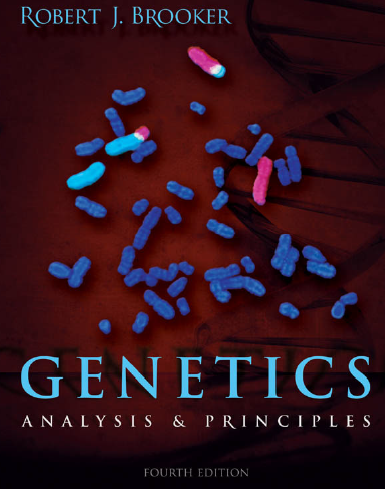 ROBERT J. BROOKER
GENETICS
ANALYSIS & PRINCIPLES
FOURTH EDITION